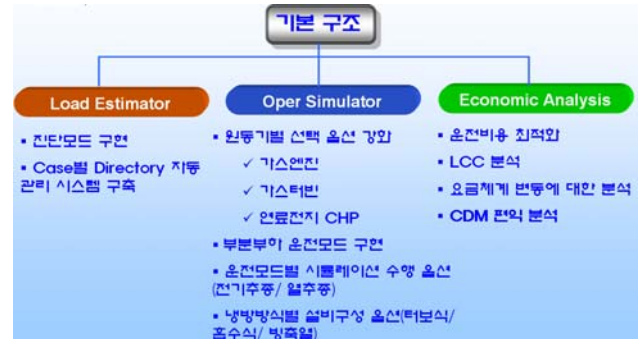 기본 구조
Load Estimator
▪ 진단모드 구현
▪ Case별 Directory 자동
관리 시스템 구축
Oper Simulator
▪ 원동기별 선택 옵션 강화
✓ 가스엔진
✓ 가스터빈
✓ 연료전지 CHP
▪ 부분부하 운전모드 구현
▪ 운전모드별 시뮬레이션 수행 옵션
(전기추종/ 열추종)
▪ 냉방방식별 설비구성 옵션(터보식/
흡수식/ 빙축열)
Economic Analysis
▪ 운전비용 최적화
▪ LCC 분석
▪ 요금체계 변동에 대한 분석
▪ CDM 편익 분석